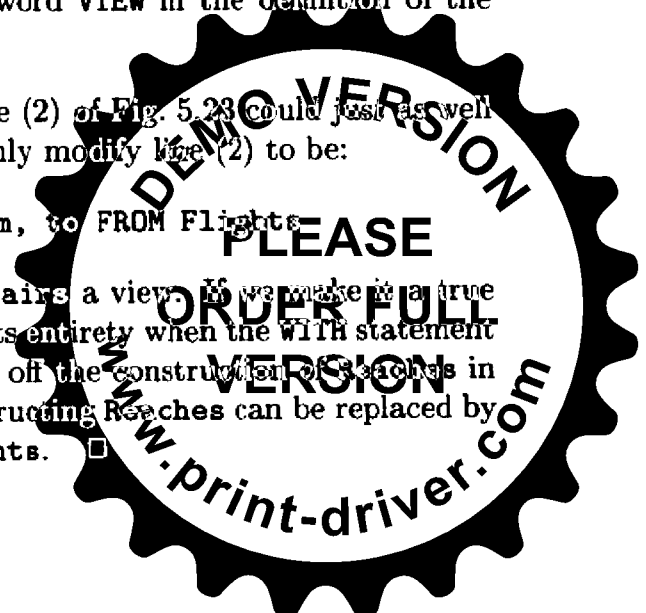 word VIEW in the definition of the
e (2) of Fig. 5.23 could just as well
nly modify line (2) to be:
m, to FROM Flights
airs a view. If we make it a true
ts entirety when the WITH statement
off the construction of Reaches in
ructing Reaches can be replaced by
nts. □
DEMO VERSION
PLEASE
ORDER FULL
VERSION
www.print-driver.com